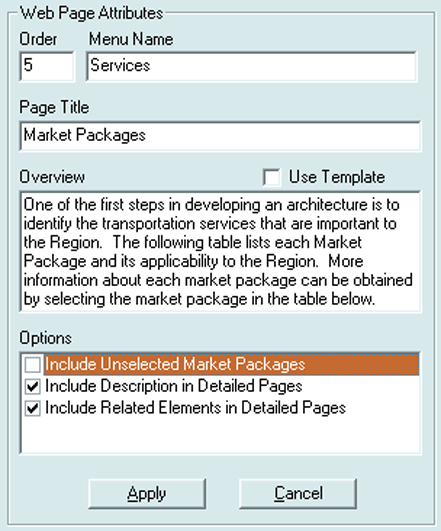 Web Page Attributes
Order Menu Name
5 Services
Page Title
Market Packages
Overview Use Template
One of the first steps in developing an architecture is to
identify the transportation services that are important to
the Region.  The following table lists each Market
Package and its applicability to the Region.  More
information about each market package can be obtained
by selecting the market package in the table below.
Options
Include Unselected Market Packages
Include Description in Detailed Pages
Include Related Elements in Detailed Pages
Apply Cancel